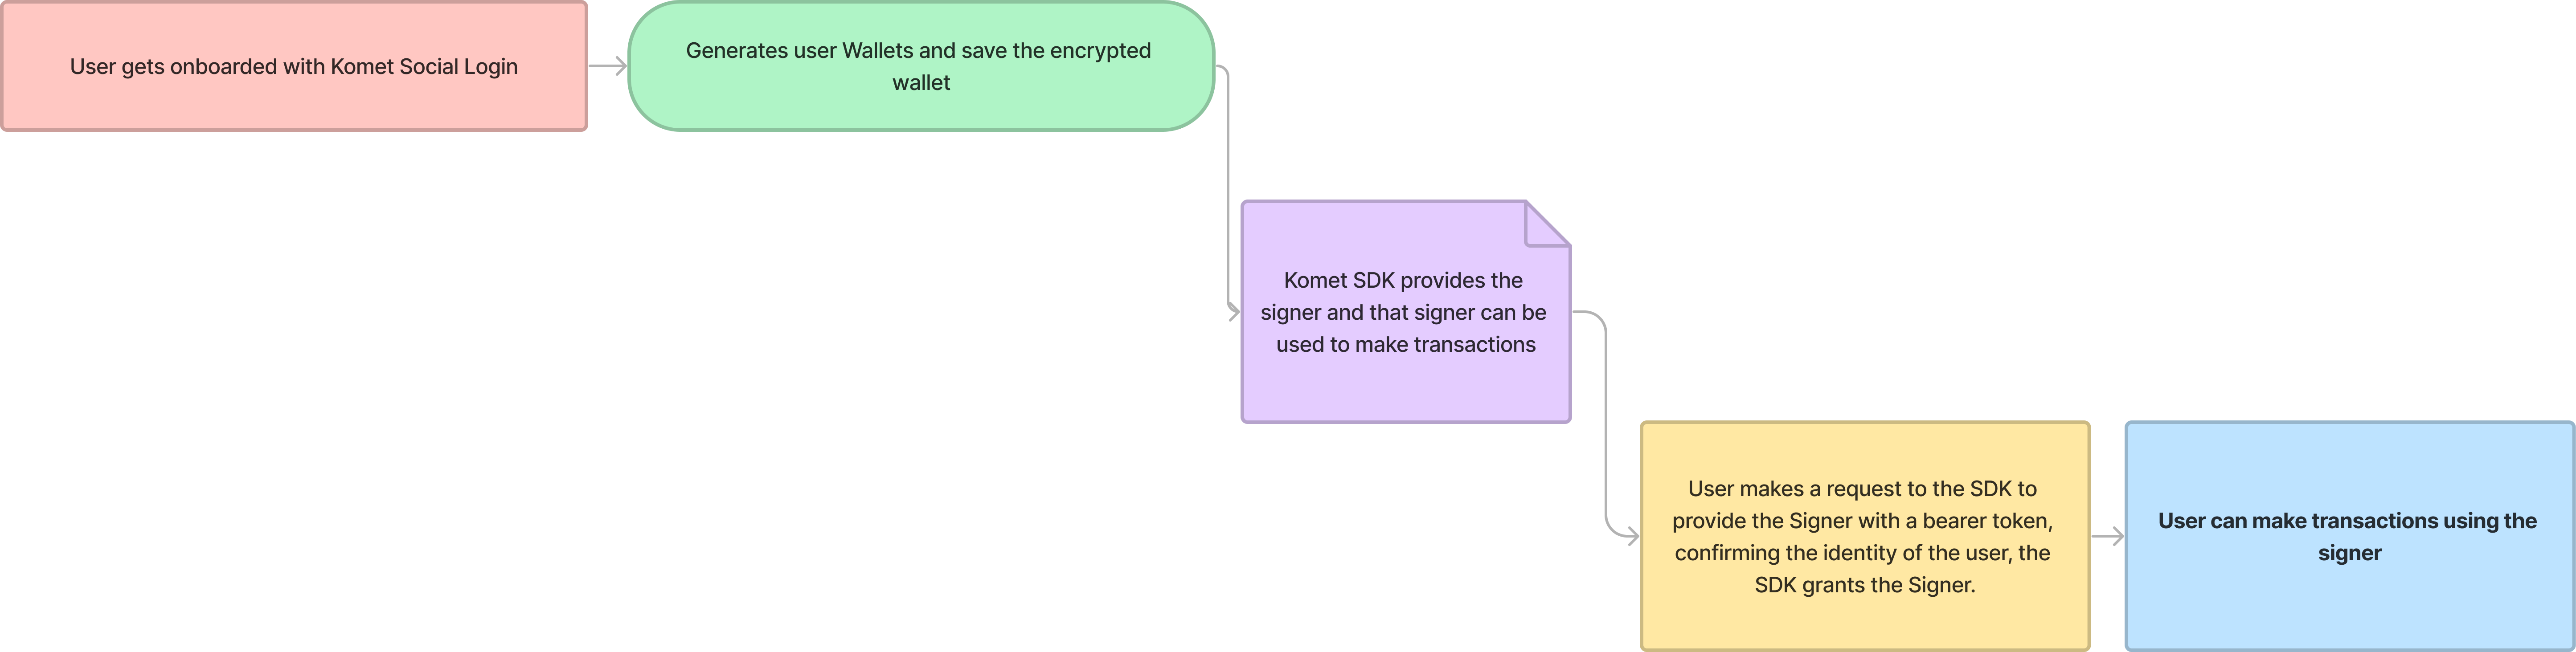 User gets onboarded with Komet Social Login
Generates user Wallets and save the encrypted
wallet
Komet SDK provides the
signer and that signer can be
used to make transactions
User makes a request to the SDK to
provide the Signer with a bearer token,
confirming the identity of the user, the
SDK grants the Signer.
User can make transactions using the
signer